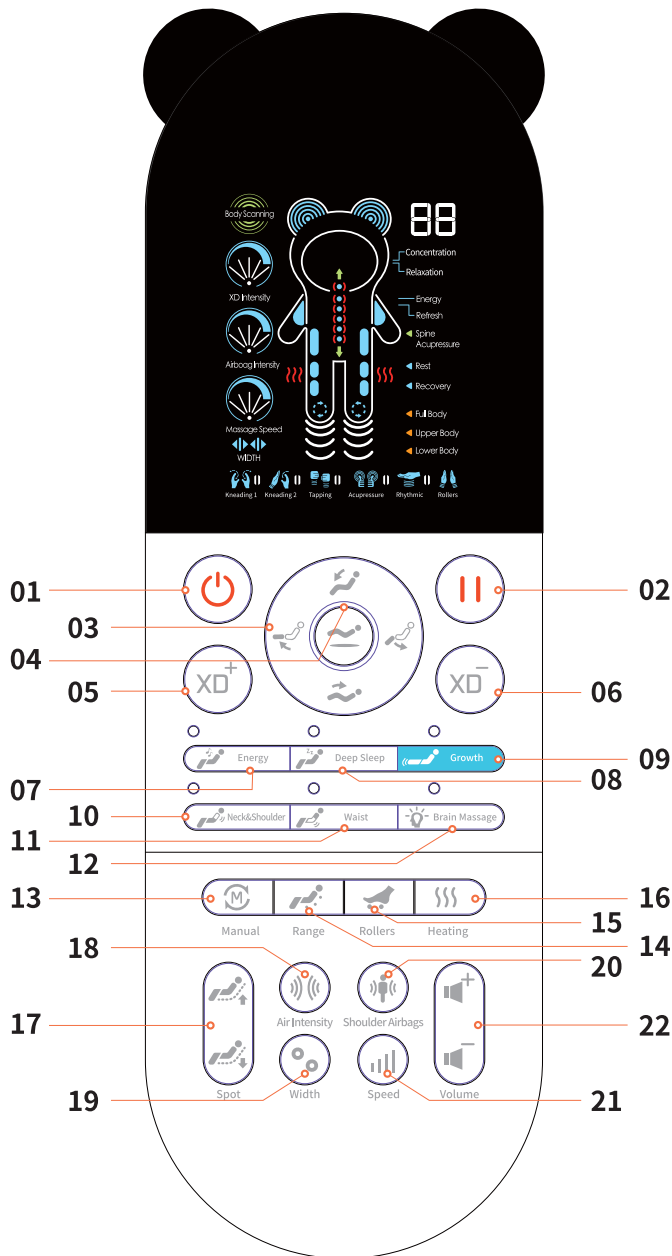 Body Scanning
88
Concentration
Relaxation
XD Intensity
Energy
Refresh
Spine
Acupressure
Airboag Intensity
Rest
Recovery
Massage Speed
Full Body
Upper Body
Lower Body
WIDTH
Kneading 1 Kneading 2 Tapping Acupressure Rhythmic Rollers
01
02
03
04
05
XD+
XD−
06
Energy Deep Sleep Growth
09
07
08
10
Neck&Shoulder Waist Brain Massage
11
12
13
M
16
Manual Range Rollers Heating
15
14
18
20
17
Air Intensity Shoulder Airbags
22
19
21
Spot Width Speed Volume